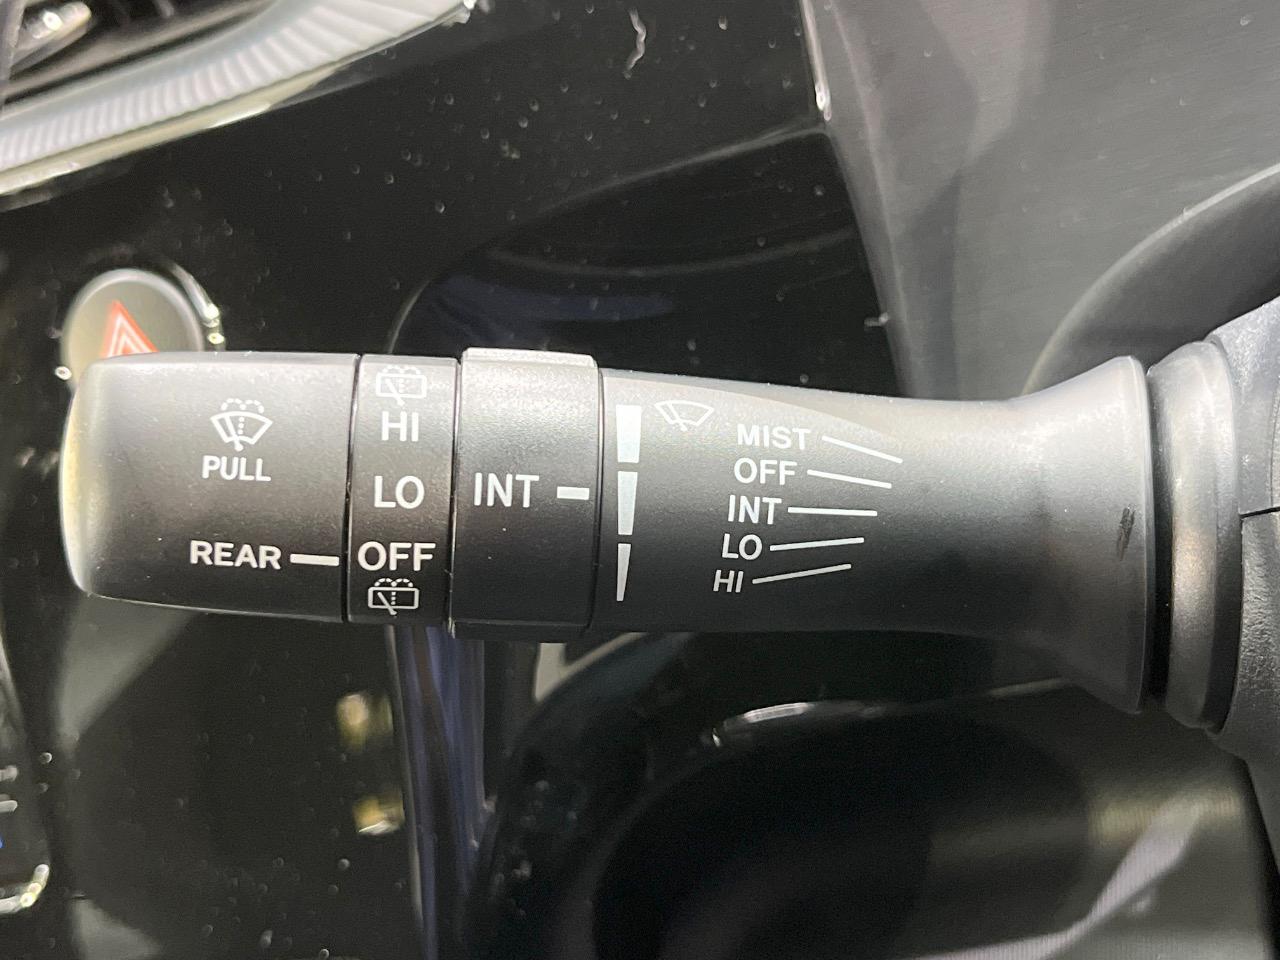 PULL
REAR
HI
LO
OFF
INT
MIST
OFF
INT
LO
HI